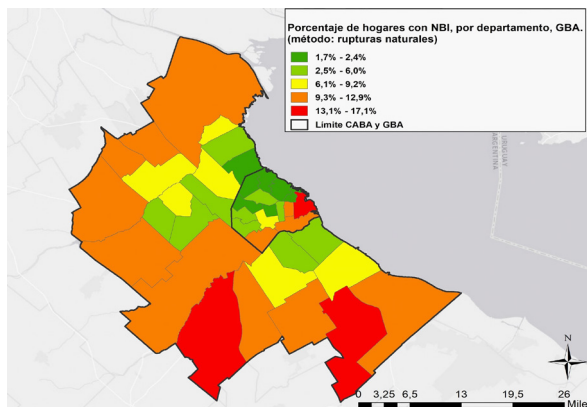 Porcentaje de hogares con NBI, por departamento, GBA.
(método: rupturas naturales)
1,7% - 2,4%
2,5% - 6,0%
6,1% - 9,2%
9,3% - 12,9%
13,1% - 17,1%
Límite CABA y GBA
URUGUAY
ARGENTINA
N
0 3,25 6,5 13 19,5 26
Mile